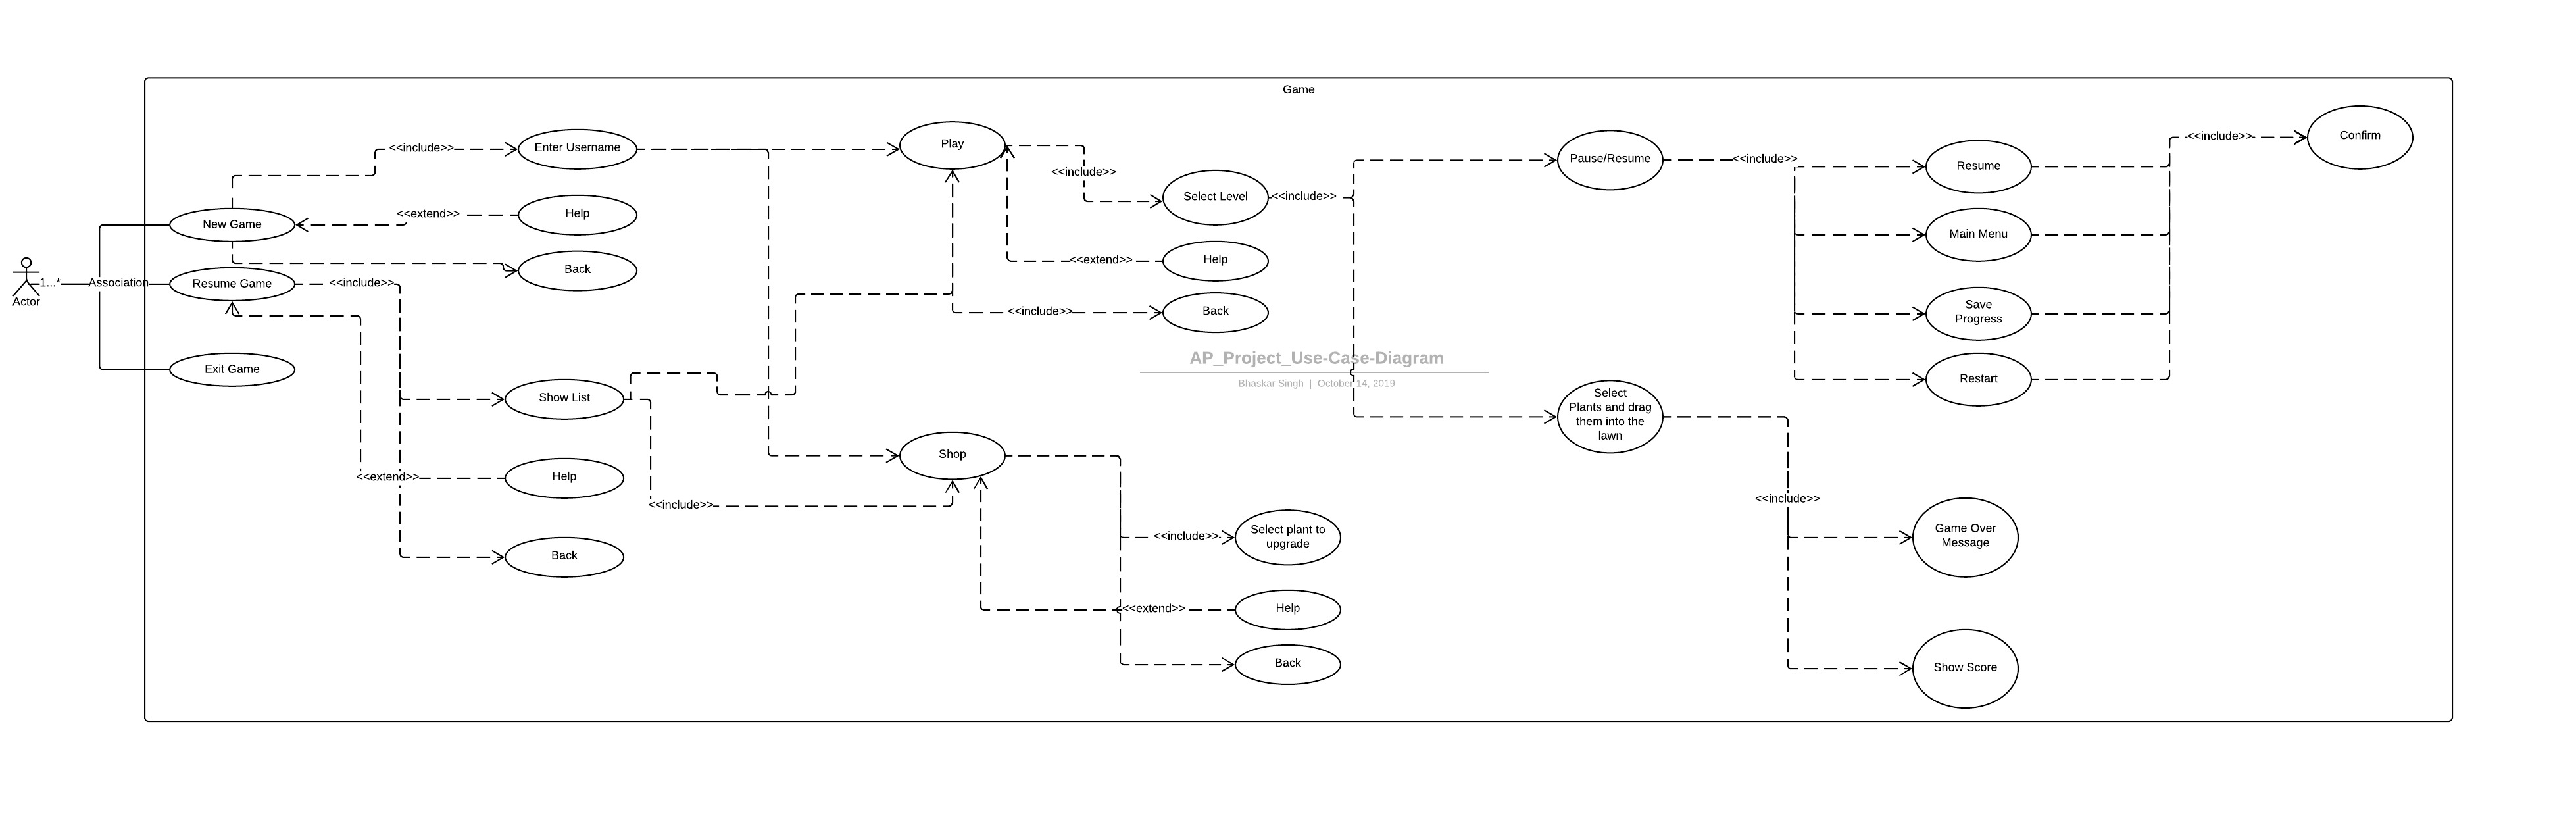 Game
<<include>>
Confirm
Play
Enter Username
<<include>>
Pause/Resume
<<include>>
Resume
<<include>>
Select Level
<<include>>
<<extend>>
Help
New Game
Main Menu
<<extend>>
Help
Back
1...*
Association
Resume Game
<<include>>
Actor
<<include>>
Back
Save
Progress
AP_Project_Use-Case-Diagram
Bhaskar Singh | October 14, 2019
Exit Game
Restart
Show List
Select
Plants and drag
them into the
lawn
Shop
<<extend>>
Help
<<include>>
<<include>>
Game Over
Message
<<include>>
Select plant to
upgrade
Back
<<extend>>
Help
Back
Show Score